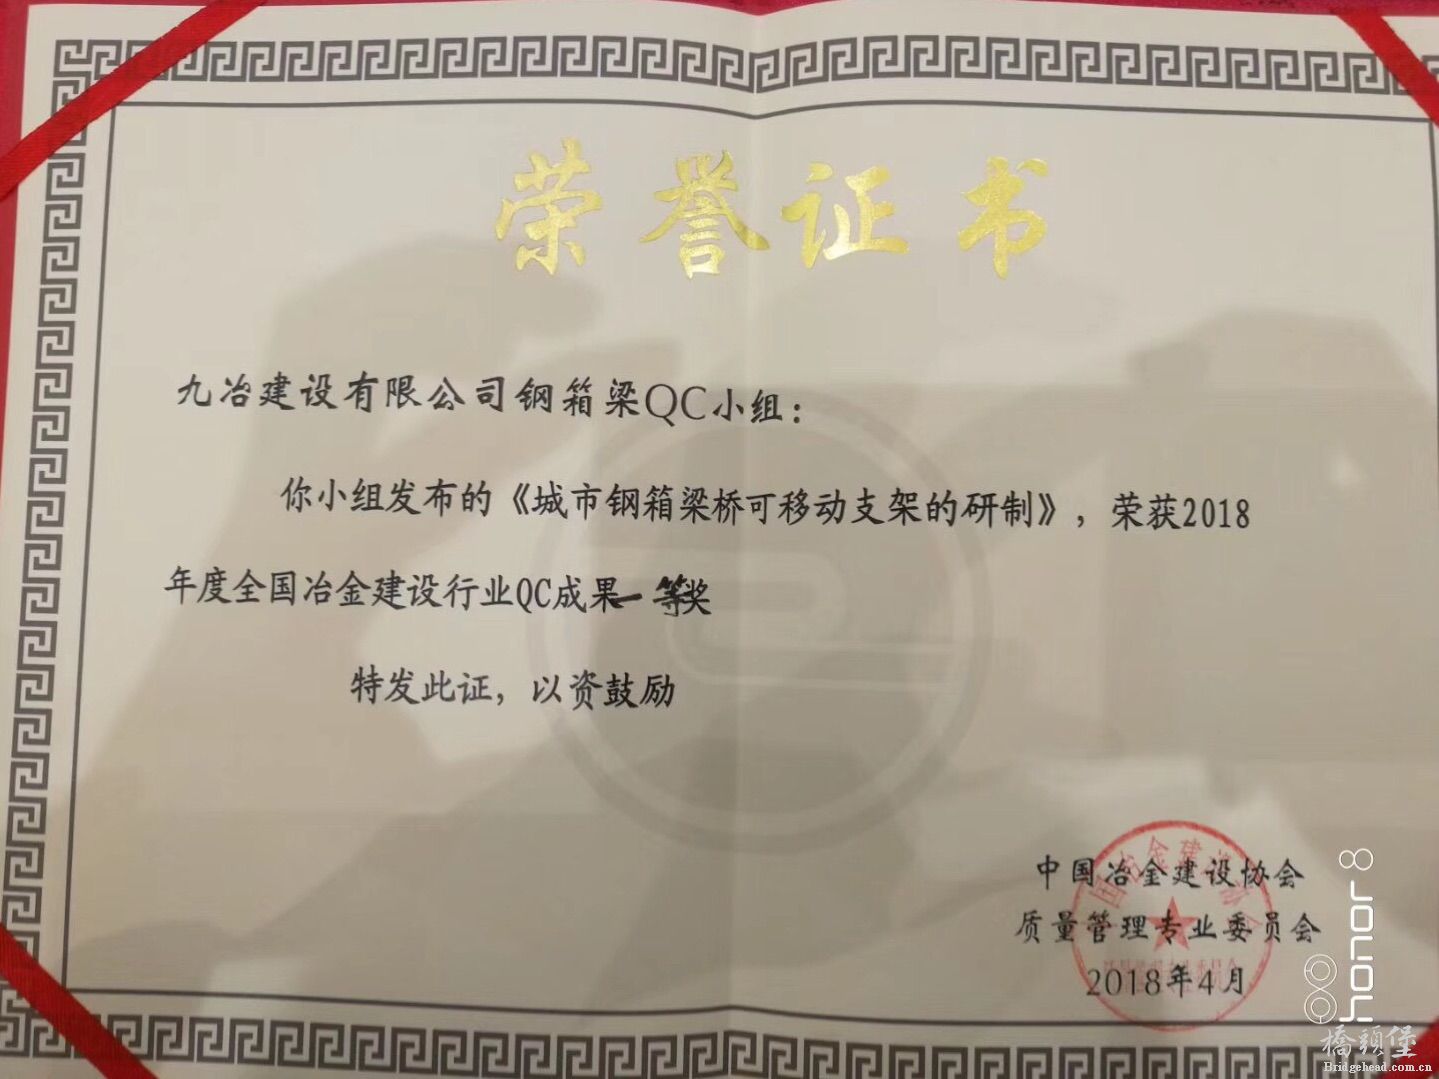 荣誉证书
九冶建设有限公司钢箱梁QC小组：
你小组发布的《城市钢箱梁桥可移动支架的研制》，荣获2018
年度全国冶金建设行业QC成果一等奖
特发此证，以资鼓励
中国冶金建设协会
质量管理专业委员会
2018年4月
honor 8
橋頭堡
Bridgehead.com.cn